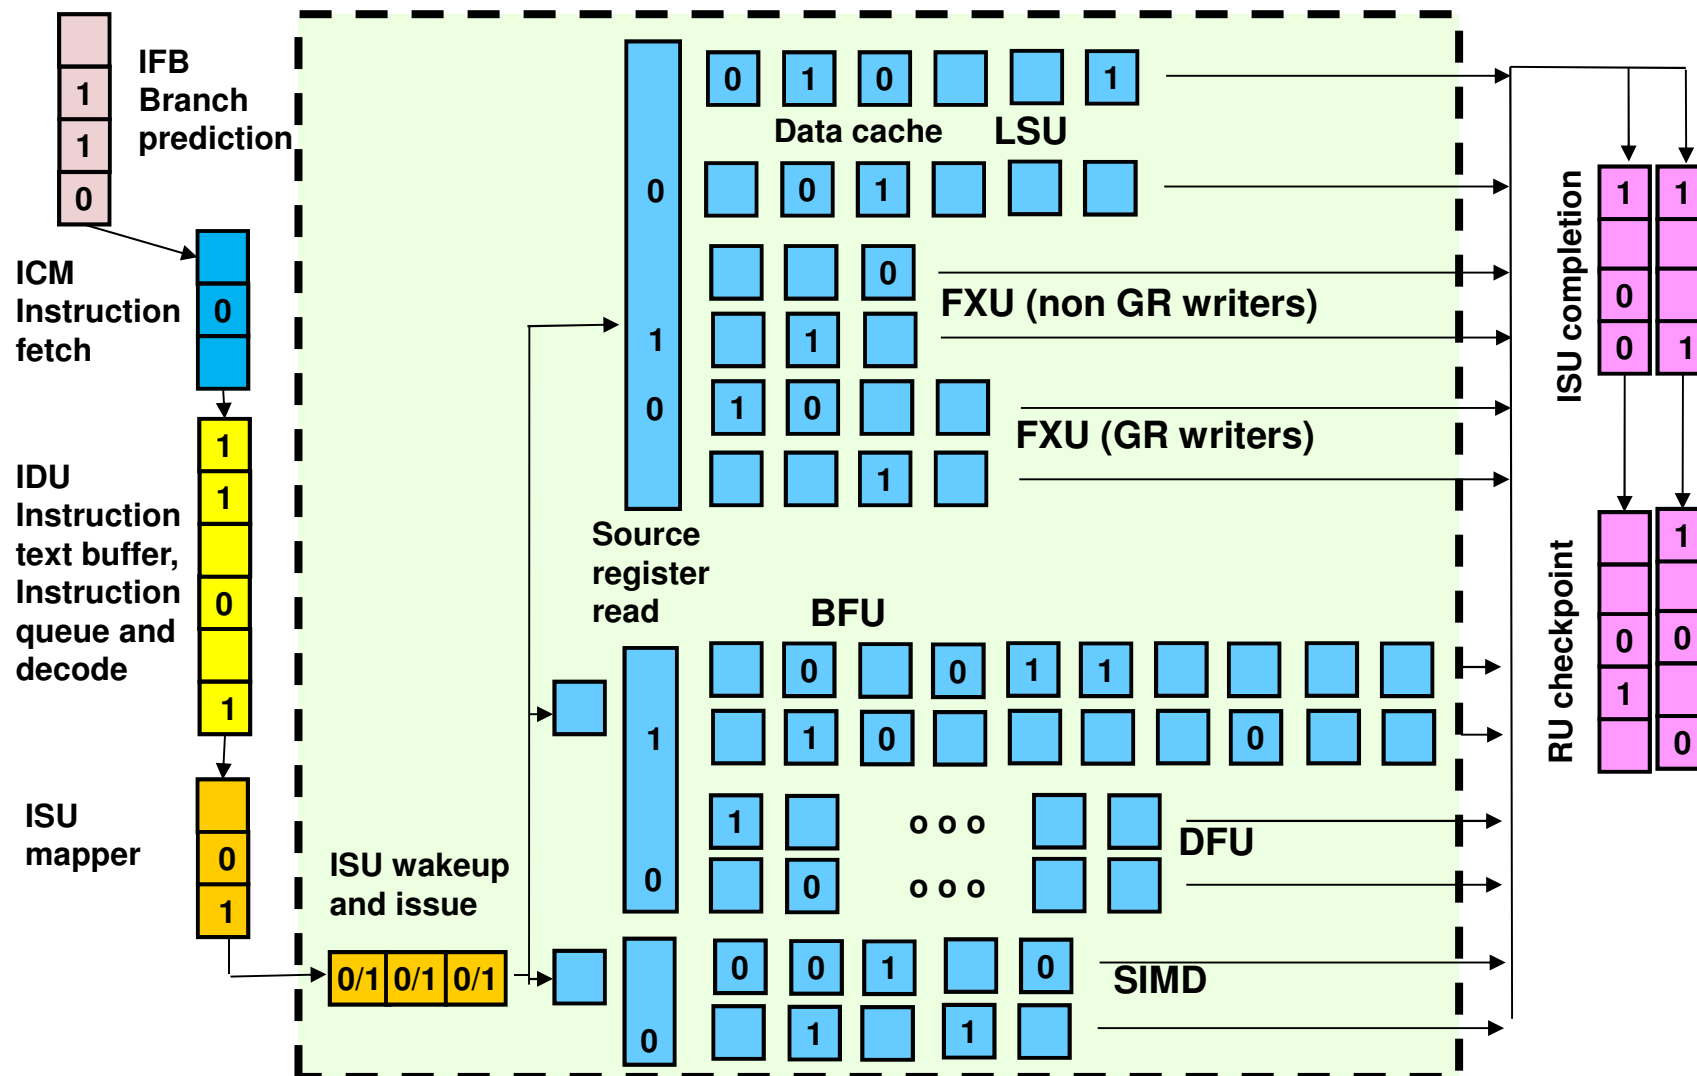 IFB
Branch
prediction
1
1
0
ICM
Instruction
fetch
0
IDU
Instruction
text buffer,
Instruction
queue and
decode
1
1
0
1
ISU
mapper
0
1
ISU wakeup
and issue
0/1 0/1 0/1
0
1
0
Source
register
read
0 1 0 1
Data cache LSU
0 1
0
FXU (non GR writers)
1
1 0
FXU (GR writers)
1
BFU
1
0
0 0 1 1
1 0 0
1 o o o
DFU
0 o o o
0
0 0 1 0
SIMD
1 1
ISU completion
1 1
0
0 1
RU checkpoint
1
0 0
1
0